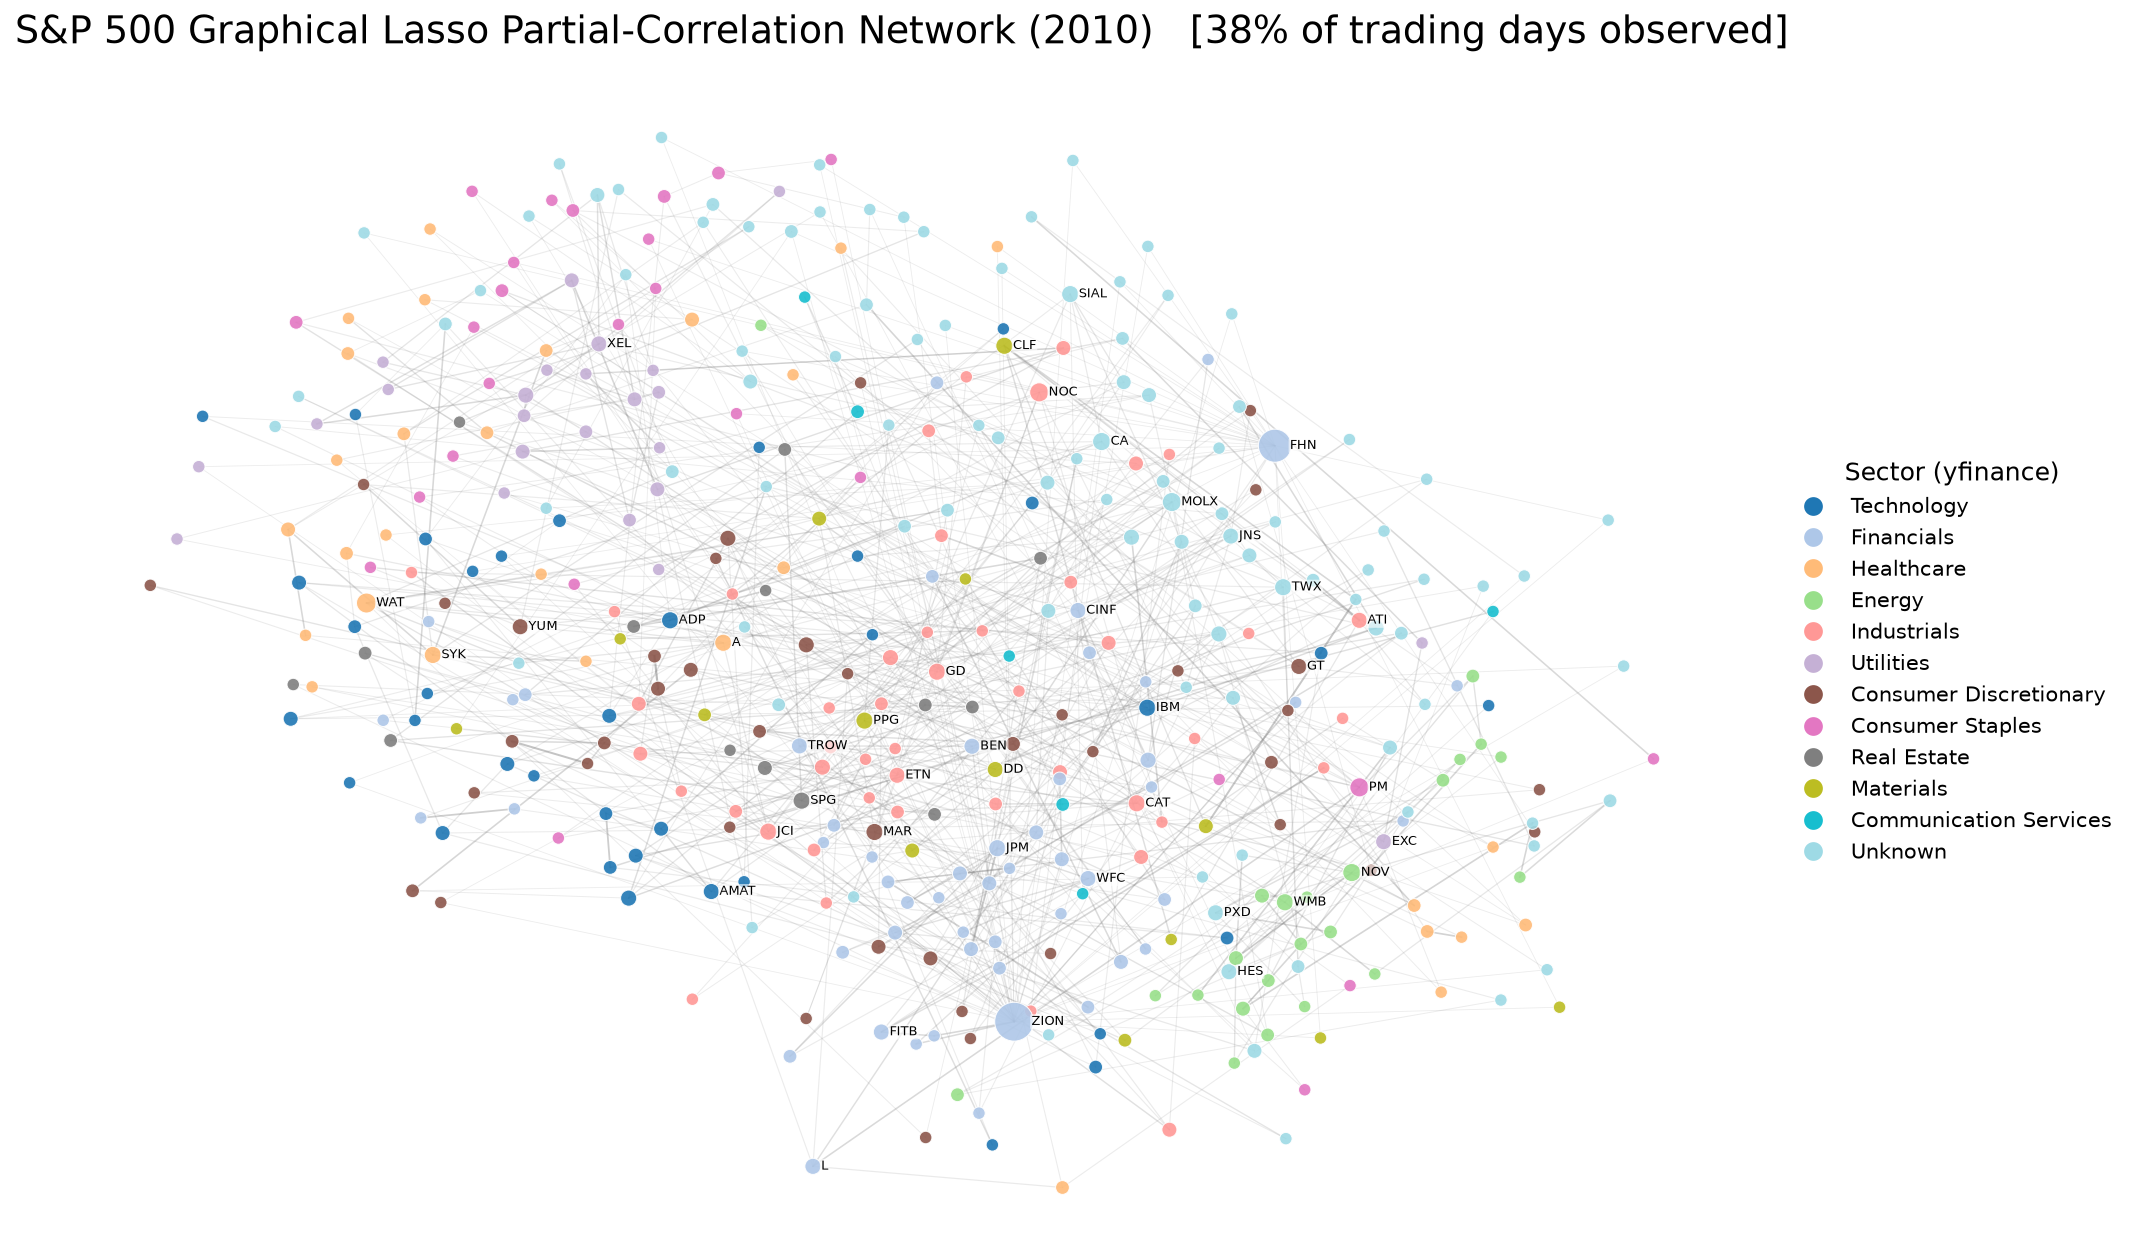 S&P 500 Graphical Lasso Partial-Correlation Network (2010)   [38% of trading days observed]
SIAL
XEL
CLF
NOC
CA
FHN
MOLX
JNS
TWX
WAT
CINF
YUM
ADP
ATI
A
SYK
GT
GD
IBM
PPG
TROW
BEN
DD
ETN
PM
SPG
CAT
JCI
MAR
EXC
JPM
NOV
WFC
AMAT
WMB
PXD
HES
ZION
FITB
L
Sector (yfinance)
Technology
Financials
Healthcare
Energy
Industrials
Utilities
Consumer Discretionary
Consumer Staples
Real Estate
Materials
Communication Services
Unknown